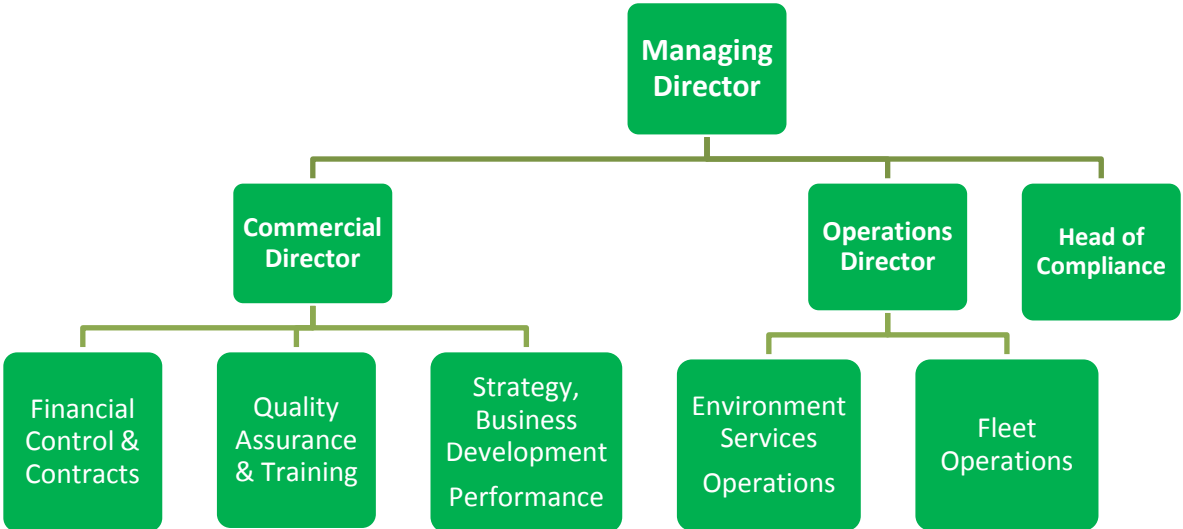 Managing
Director
Commercial
Director
Operations
Director
Head of
Compliance
Financial
Control &
Contracts
Quality
Assurance
& Training
Strategy,
Business
Development
Performance
Environment
Services
Operations
Fleet
Operations